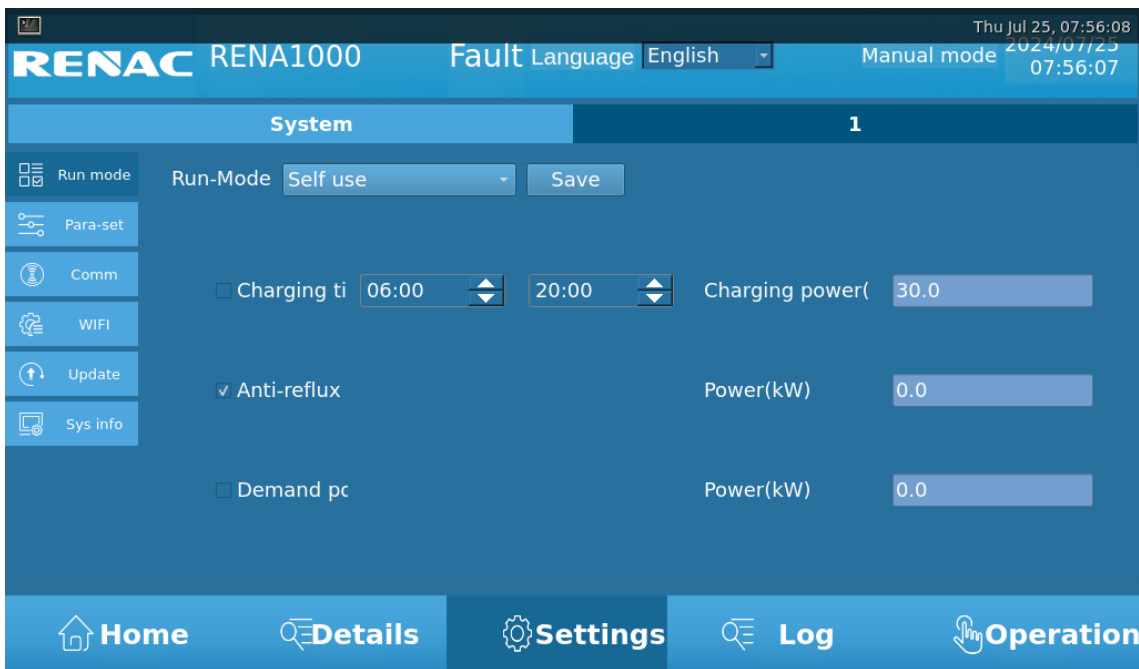 Thu Jul 25, 07:56:08
RENAC RENA1000 Fault Language English Manual mode 2024/07/25
07:56:07
System 1
Run mode
Run-Mode Self use Save
Para-set
Comm
Charging ti 06:00 20:00 Charging power( 30.0
WIFI
Update
Anti-reflux Power(kW) 0.0
Sys info
Demand pc Power(kW) 0.0
Home Details Settings Log Operation